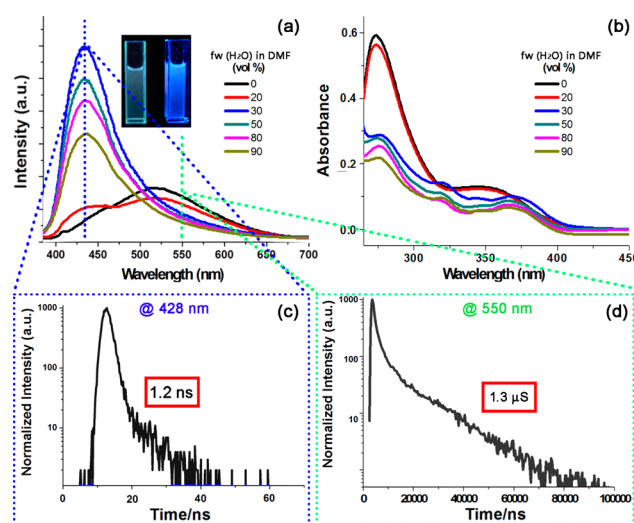 (a)
fw (H₂O) in DMF
(vol %)
0
20
30
50
80
90
Intensity (a.u.)
400 450 500 550 600 650 700
Wavelength (nm)
(b)
fw (H₂O) in DMF
(vol %)
0
20
30
50
80
90
Absorbance
0.6
0.4
0.2
0.0
300 350 400 450
Wavelength (nm)
(c)
@ 428 nm
1.2 ns
Normalized Intensity (a.u.)
1000
100
10
0 20 40 60
Time/ns
(d)
@ 550 nm
1.3 μS
Normalized Intensity (a.u.)
1000
100
10
0 20000 40000 60000 80000 100000
Time/ns